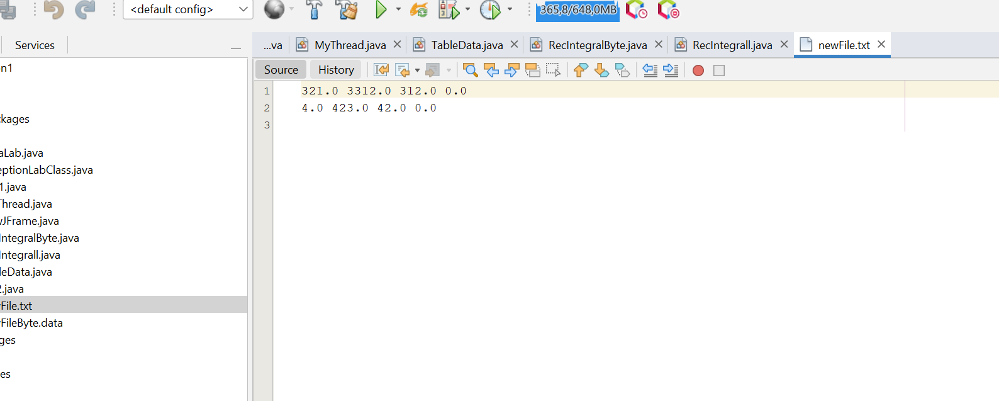 <default config>
365,8/648,0MB
Services
...va
MyThread.java
TableData.java
RecIntegralByte.java
RecIntegrall.java
newFile.txt
Source
History
n1
ckages
aLab.java
eptionLabClass.java
1.java
Thread.java
wJFrame.java
IntegralByte.java
Integrall.java
leData.java
2.java
File.txt
FileByte.data
ges
es
1 321.0 3312.0 312.0 0.0
2 4.0 423.0 42.0 0.0
3